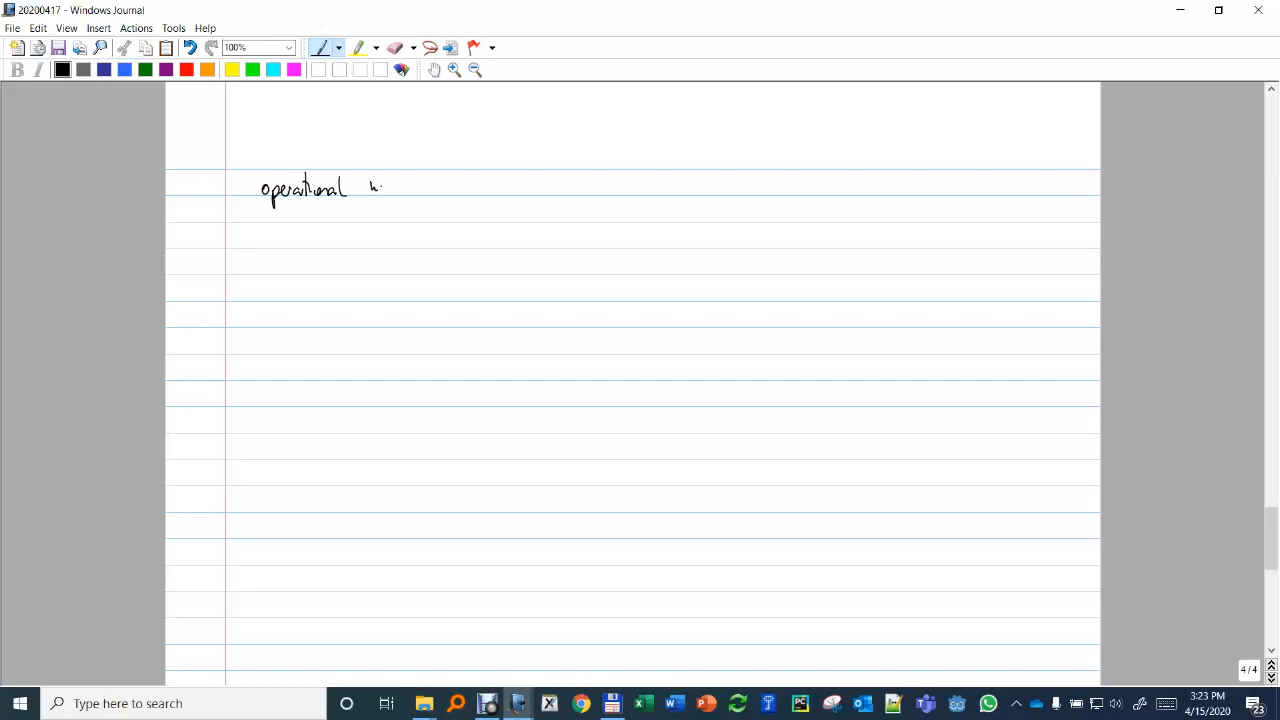 20200417 - Windows Journal
File Edit View Insert Actions Tools Help
100%
B I
operational
4/4
Type here to search
3:23 PM
4/15/2020
23